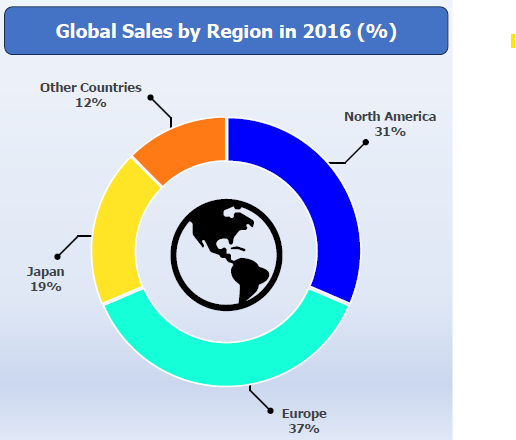 Global Sales by Region in 2016 (%)
Other Countries
12%
North America
31%
Japan
19%
Europe
37%